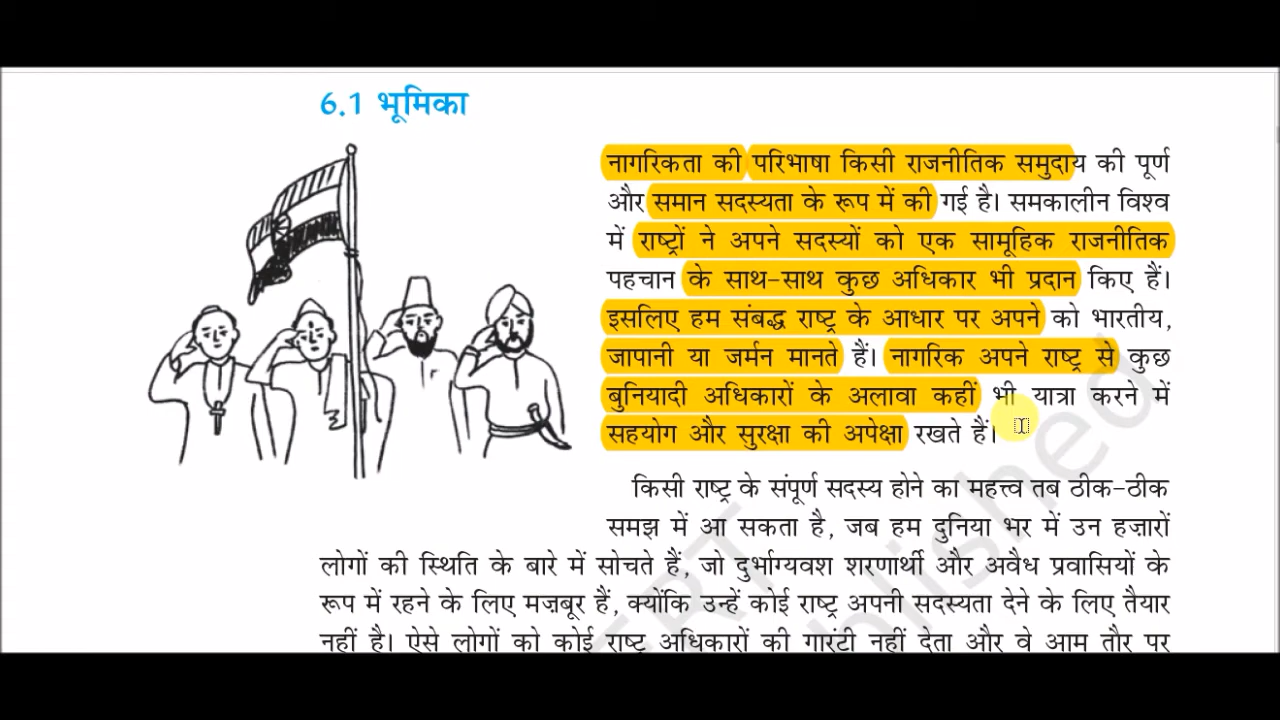 6.1 भूमिका
नागरिकता की परिभाषा किसी राजनीतिक समुदाय की पूर्ण
और समान सदस्यता के रूप में की गई है। समकालीन विश्व
में राष्ट्रों ने अपने सदस्यों को एक सामूहिक राजनीतिक
पहचान के साथ-साथ कुछ अधिकार भी प्रदान किए हैं।
इसलिए हम संबद्ध राष्ट्र के आधार पर अपने को भारतीय,
जापानी या जर्मन मानते हैं। नागरिक अपने राष्ट्र से कुछ
बुनियादी अधिकारों के अलावा कहीं भी यात्रा करने में
सहयोग और सुरक्षा की अपेक्षा रखते हैं।
किसी राष्ट्र के संपूर्ण सदस्य होने का महत्त्व तब ठीक-ठीक
समझ में आ सकता है, जब हम दुनिया भर में उन हज़ारों
लोगों की स्थिति के बारे में सोचते हैं, जो दुर्भाग्यवश शरणार्थी और अवैध प्रवासियों के
रूप में रहने के लिए मज़बूर हैं, क्योंकि उन्हें कोई राष्ट्र अपनी सदस्यता देने के लिए तैयार
नहीं है। ऐसे लोगों को कोई राष्ट्र अधिकारों की गारंटी नहीं देता और वे आम तौर पर